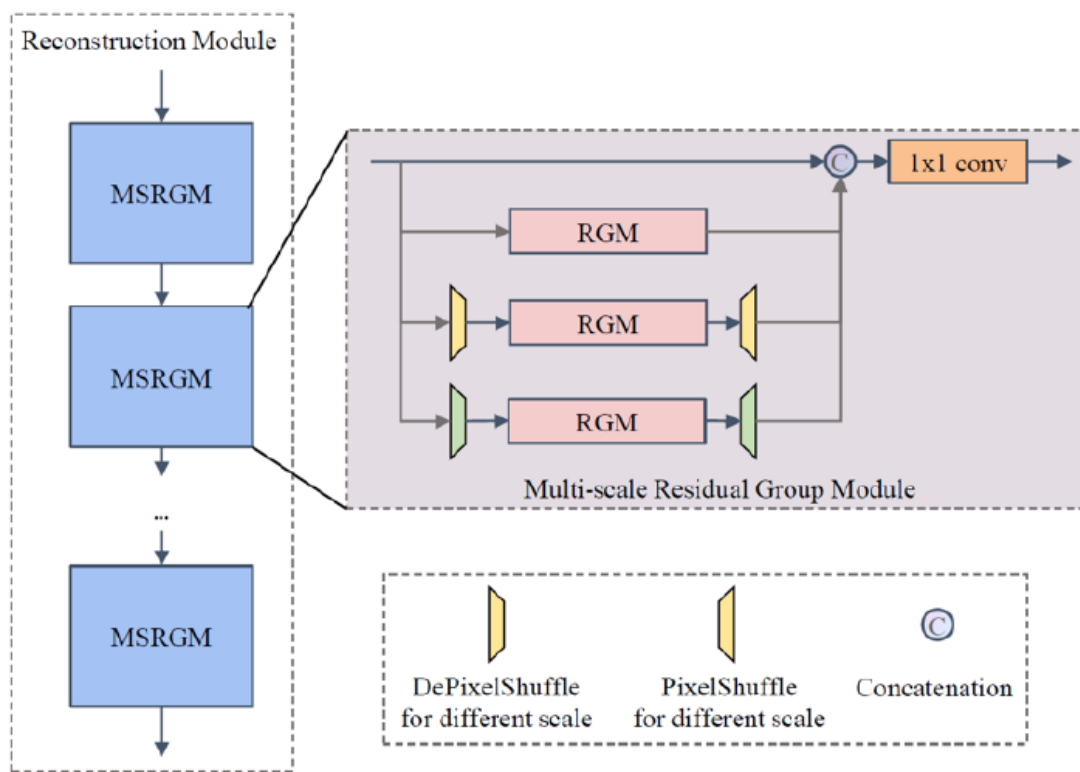 Reconstruction Module
MSRGM
MSRGM
...
MSRGM
C
1x1 conv
RGM
RGM
RGM
Multi-scale Residual Group Module
DePixelShuffle
for different scale
PixelShuffle
for different scale
C
Concatenation